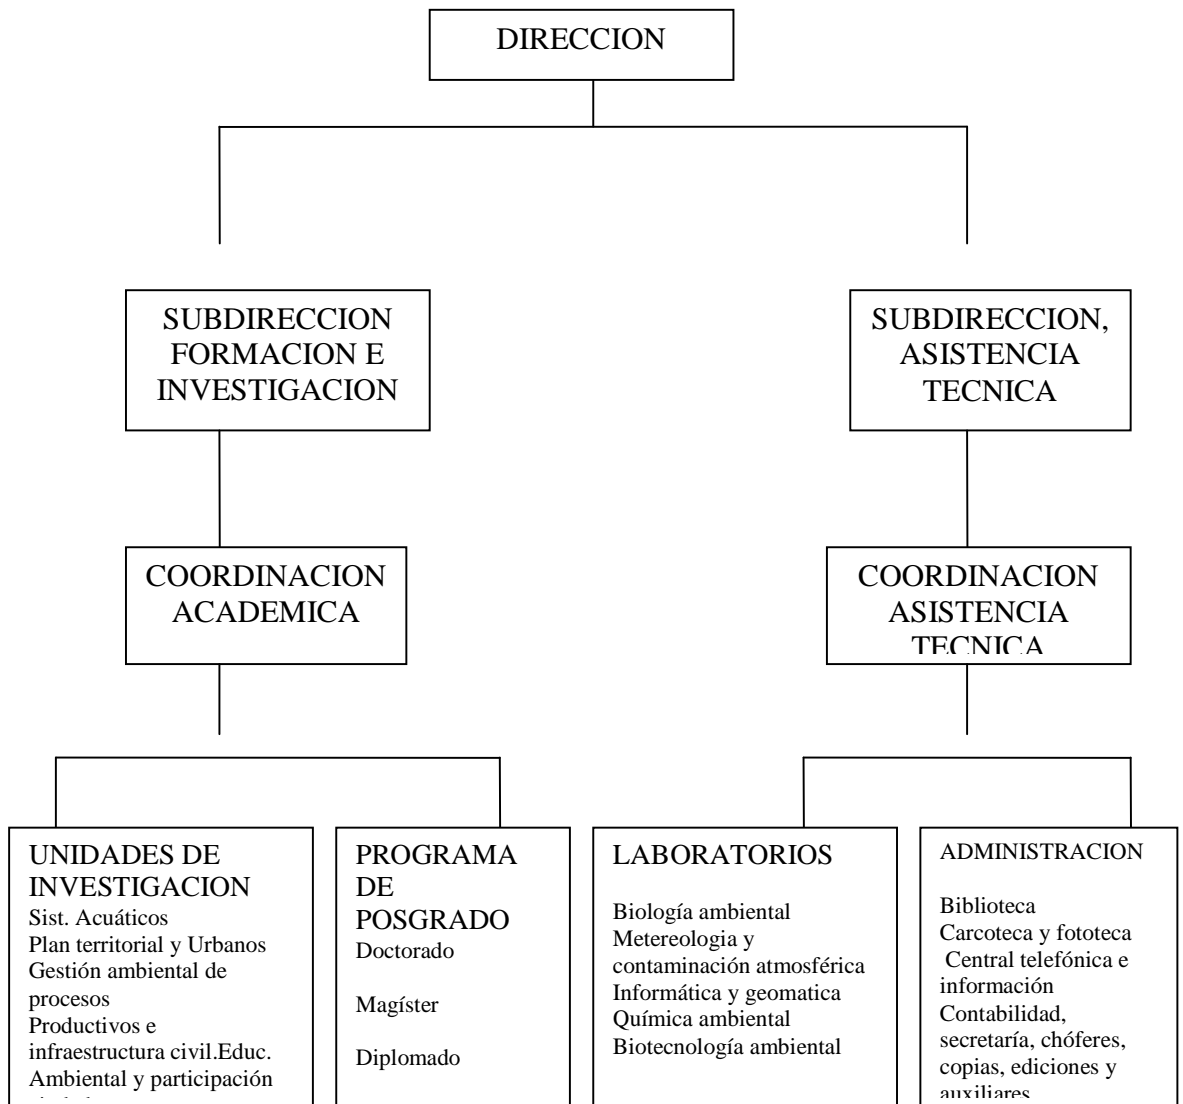 DIRECCION
SUBDIRECCION
FORMACION E
INVESTIGACION
SUBDIRECCION,
ASISTENCIA
TECNICA
COORDINACION
ACADEMICA
COORDINACION
ASISTENCIA
TECNICA
UNIDADES DE
INVESTIGACION
Sist. Acuáticos
Plan territorial y Urbanos
Gestión ambiental de
procesos
Productivos e
infraestructura civil.Educ.
Ambiental y participación
PROGRAMA
DE
POSGRADO
Doctorado
Magíster
Diplomado
LABORATORIOS
Biología ambiental
Metereologia y
contaminación atmosférica
Informática y geomatica
Química ambiental
Biotecnología ambiental
ADMINISTRACION
Biblioteca
Carcoteca y fototeca
Central telefónica e
información
Contabilidad,
secretaría, chóferes,
copias, ediciones y
auxiliares